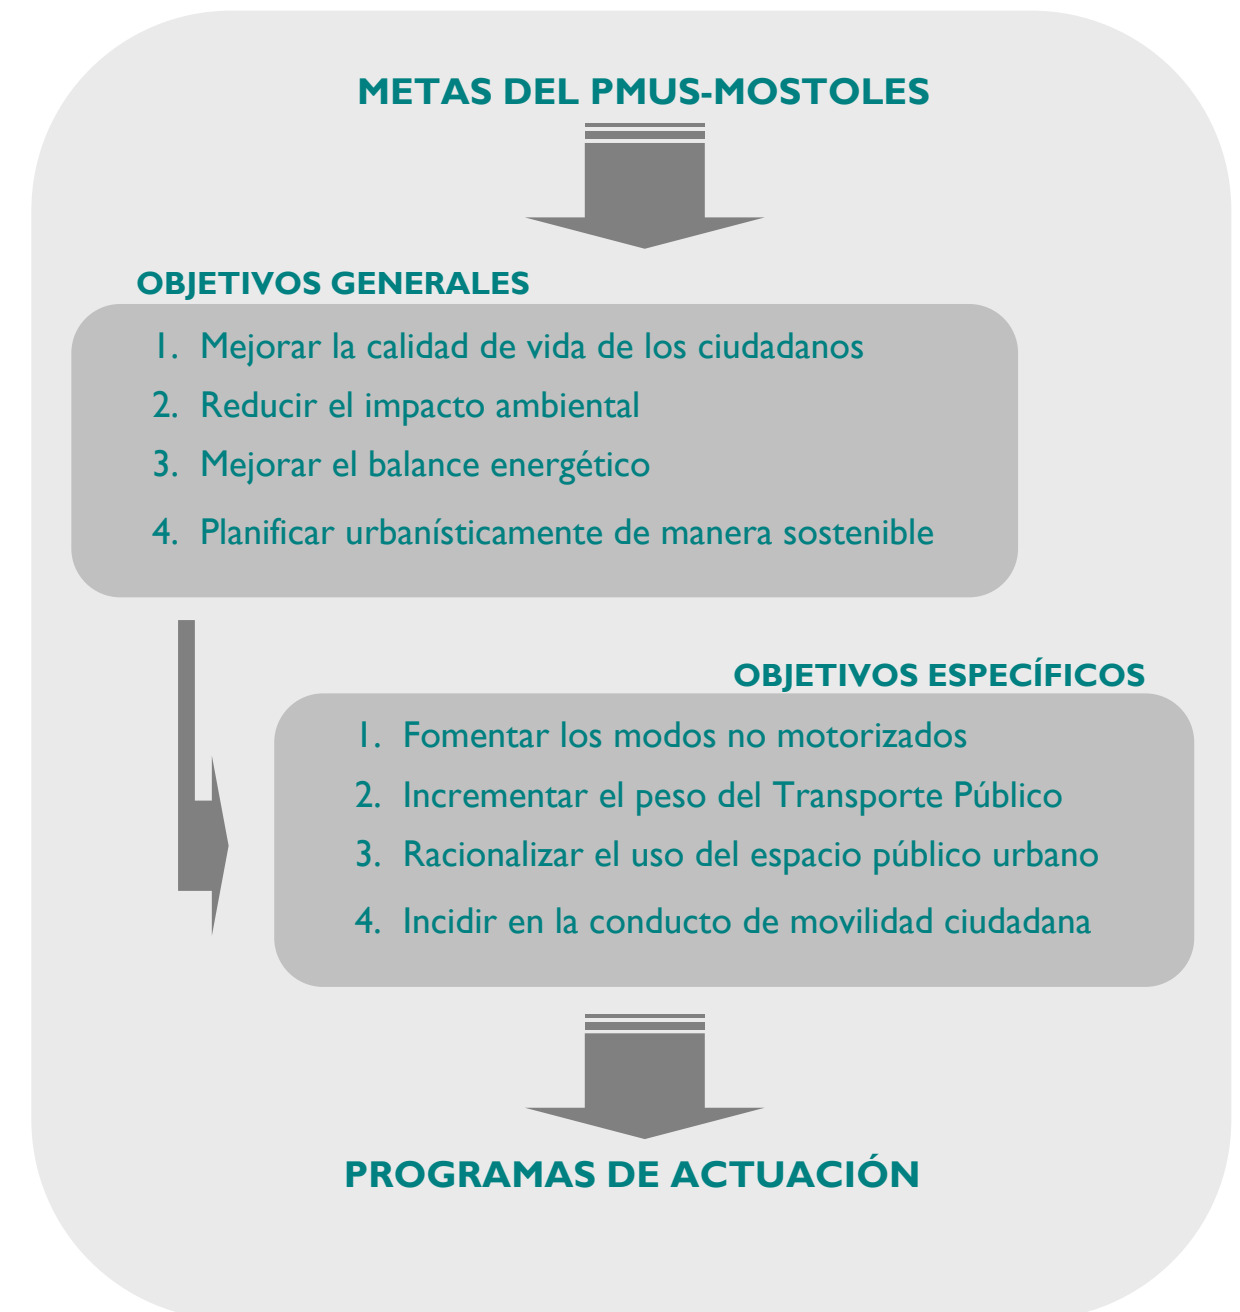 METAS DEL PMUS-MOSTOLES
OBJETIVOS GENERALES
1. Mejorar la calidad de vida de los ciudadanos
2. Reducir el impacto ambiental
3. Mejorar el balance energético
4. Planificar urbanísticamente de manera sostenible
OBJETIVOS ESPECÍFICOS
1. Fomentar los modos no motorizados
2. Incrementar el peso del Transporte Público
3. Racionalizar el uso del espacio público urbano
4. Incidir en la conducto de movilidad ciudadana
PROGRAMAS DE ACTUACIÓN